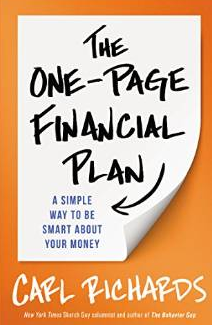 THE
ONE-PAGE
FINANCIAL
PLAN
A SIMPLE
WAY TO BE
SMART ABOUT
YOUR MONEY
CARL RICHARDS
New York Times Sketch Guy columnist and author of The Behavior Gap